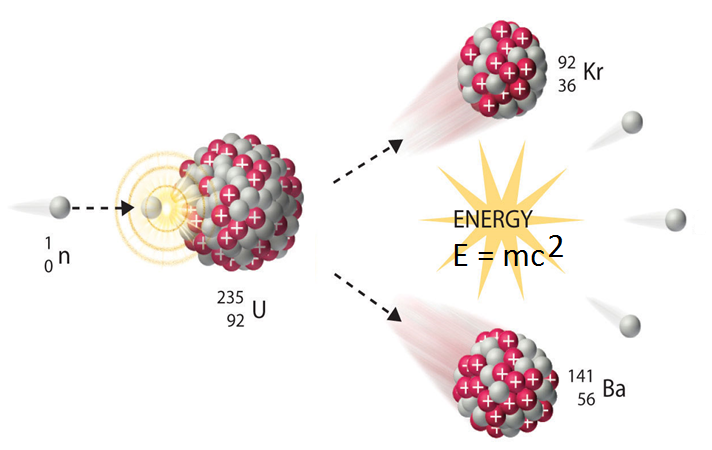 92
36 Kr
ENERGY
E = mc2
1
0 n
235
92 U
141
56 Ba